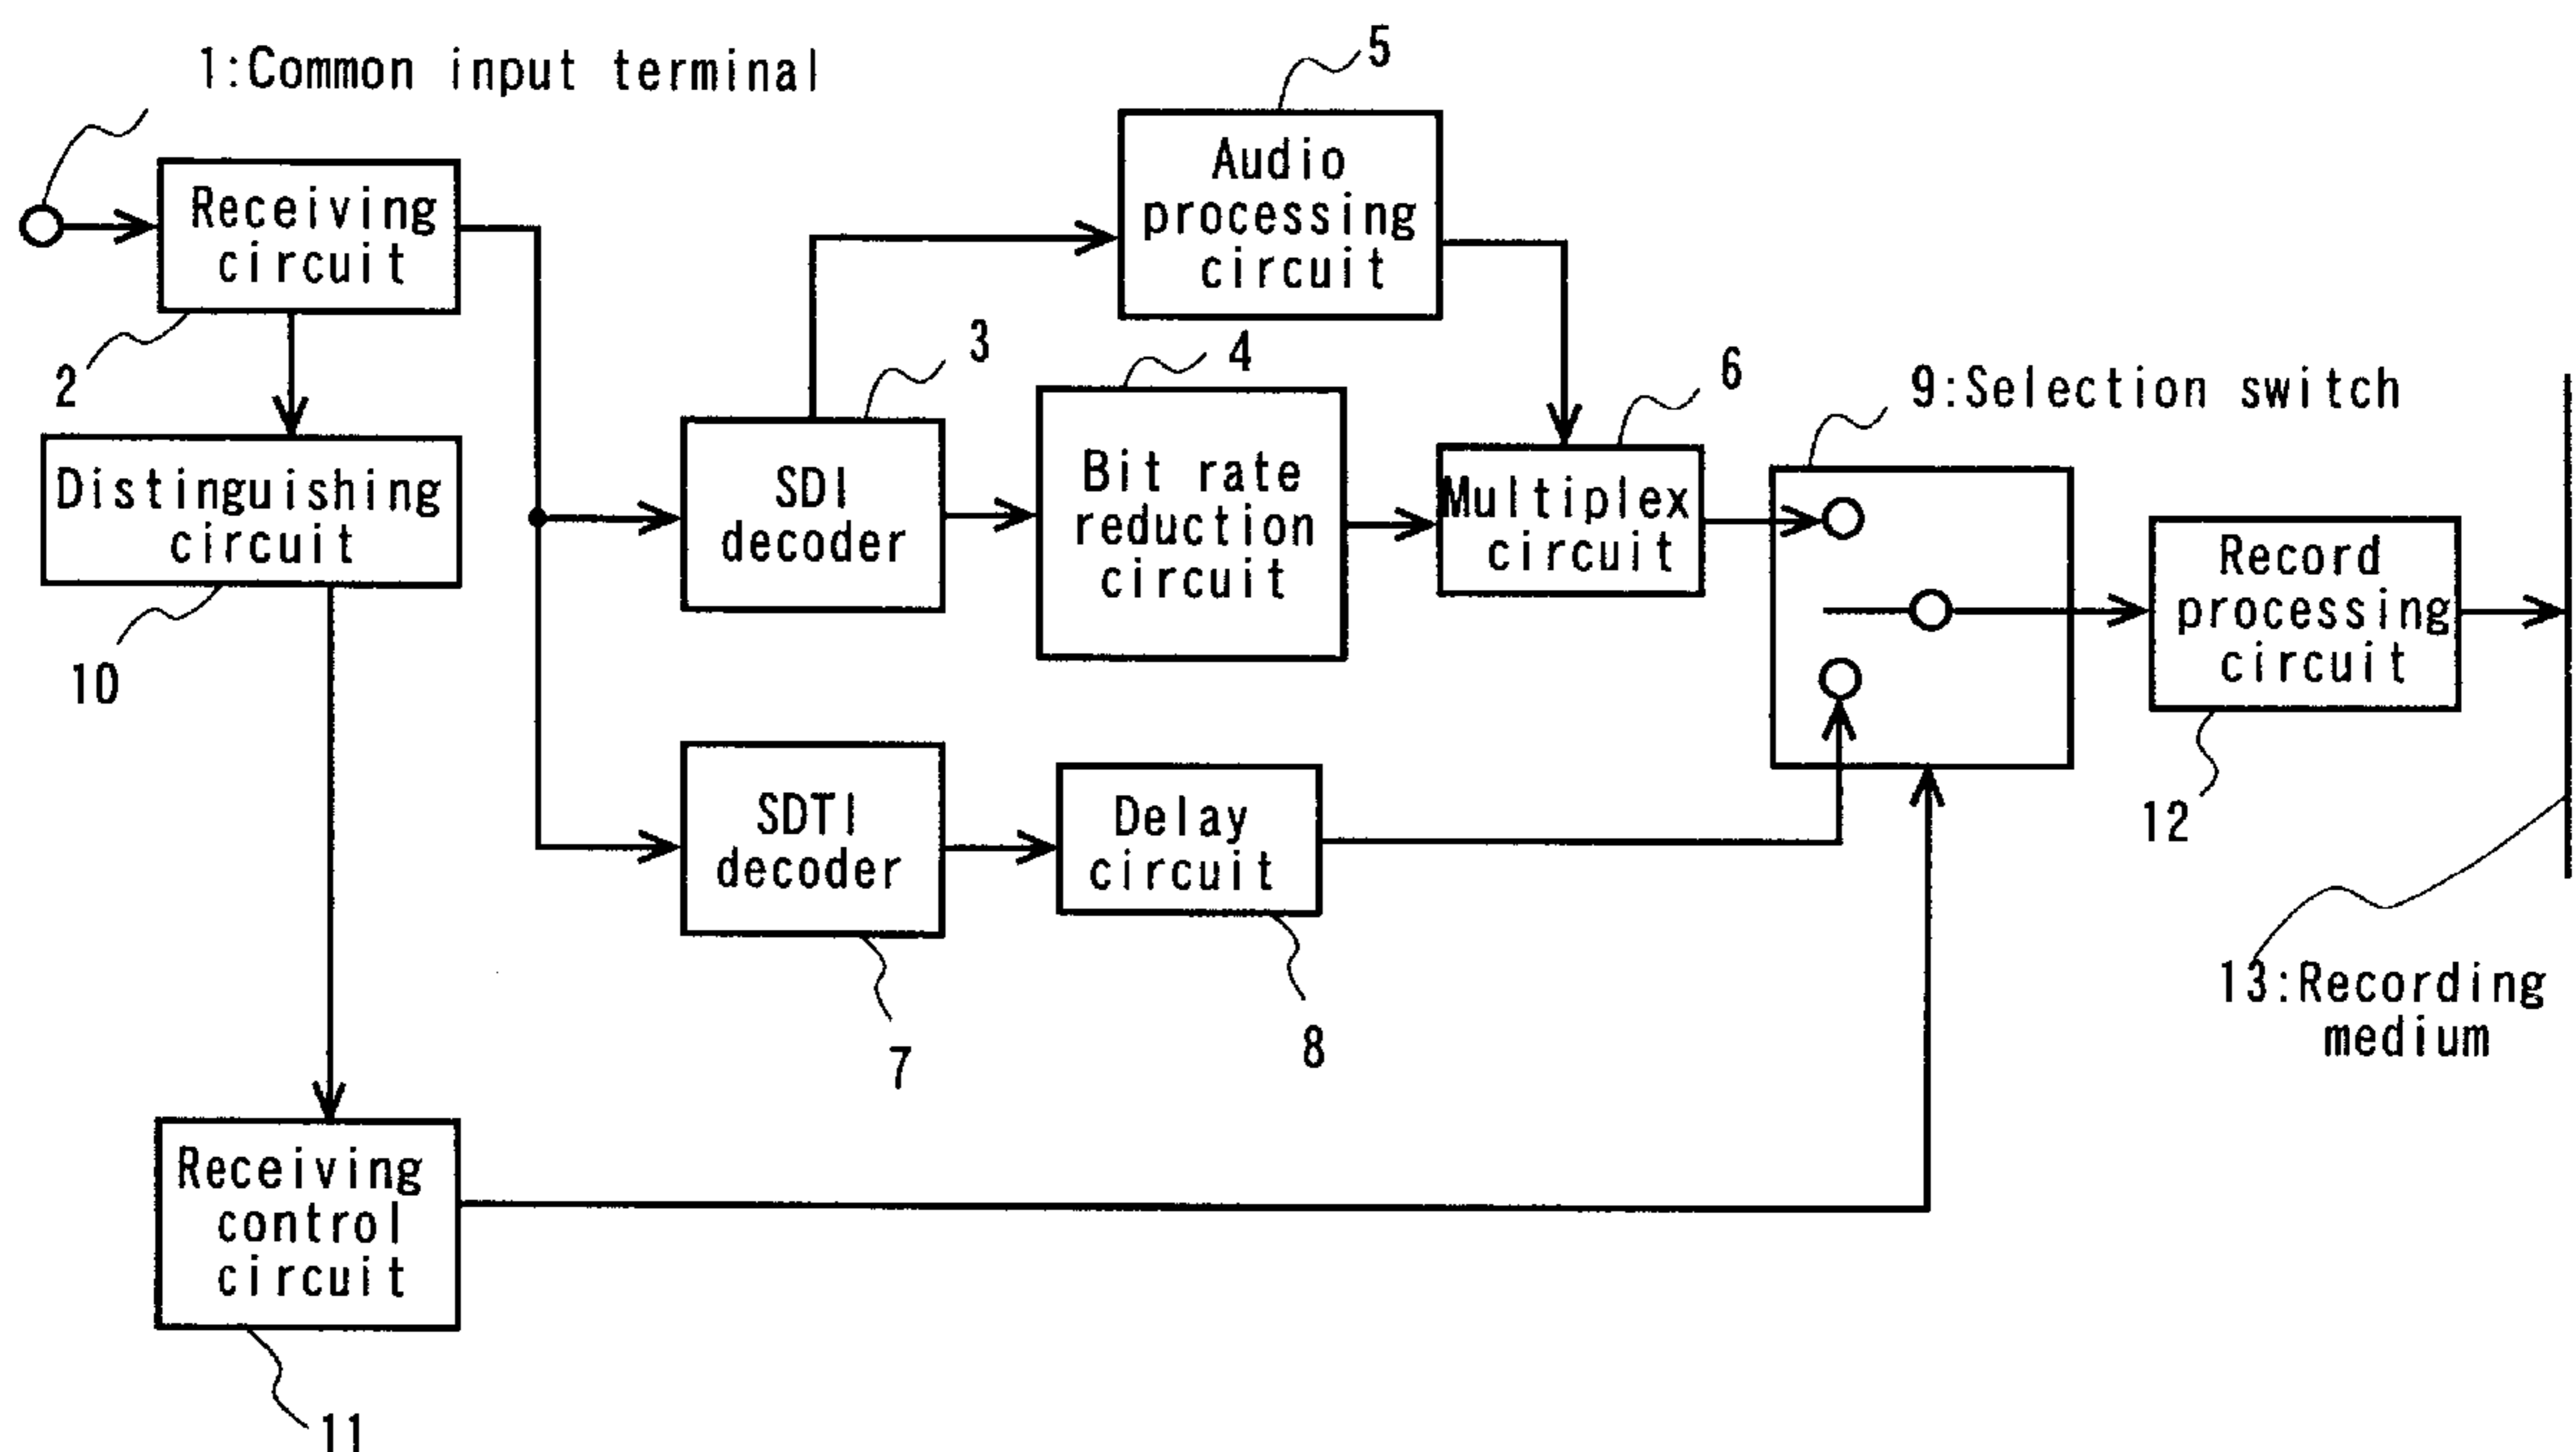 1:Common input terminal
5
Audio
processing
circuit
Receiving
circuit
2
3
4
6
9:Selection switch
Distinguishing
circuit
10
SDI
decoder
Bit rate
reduction
circuit
Multiplex
circuit
Record
processing
circuit
12
SDTI
decoder
7
Delay
circuit
8
13:Recording
medium
Receiving
control
circuit
11